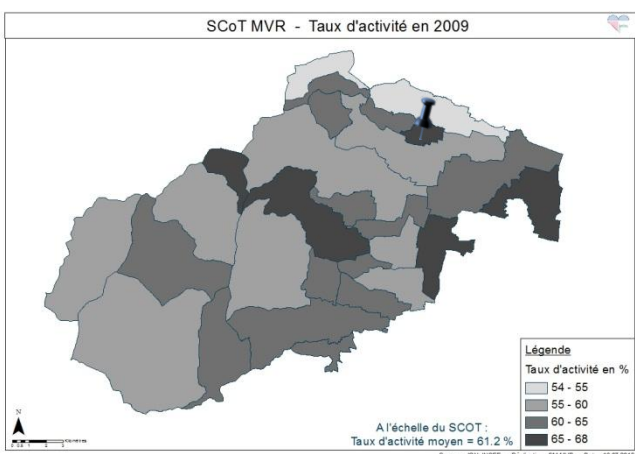 SCoT MVR - Taux d'activité en 2009
Légende
Taux d'activité en %
54 - 55
55 - 60
60 - 65
65 - 68
A l'échelle du SCOT :
Taux d'activité moyen = 61.2 %
N